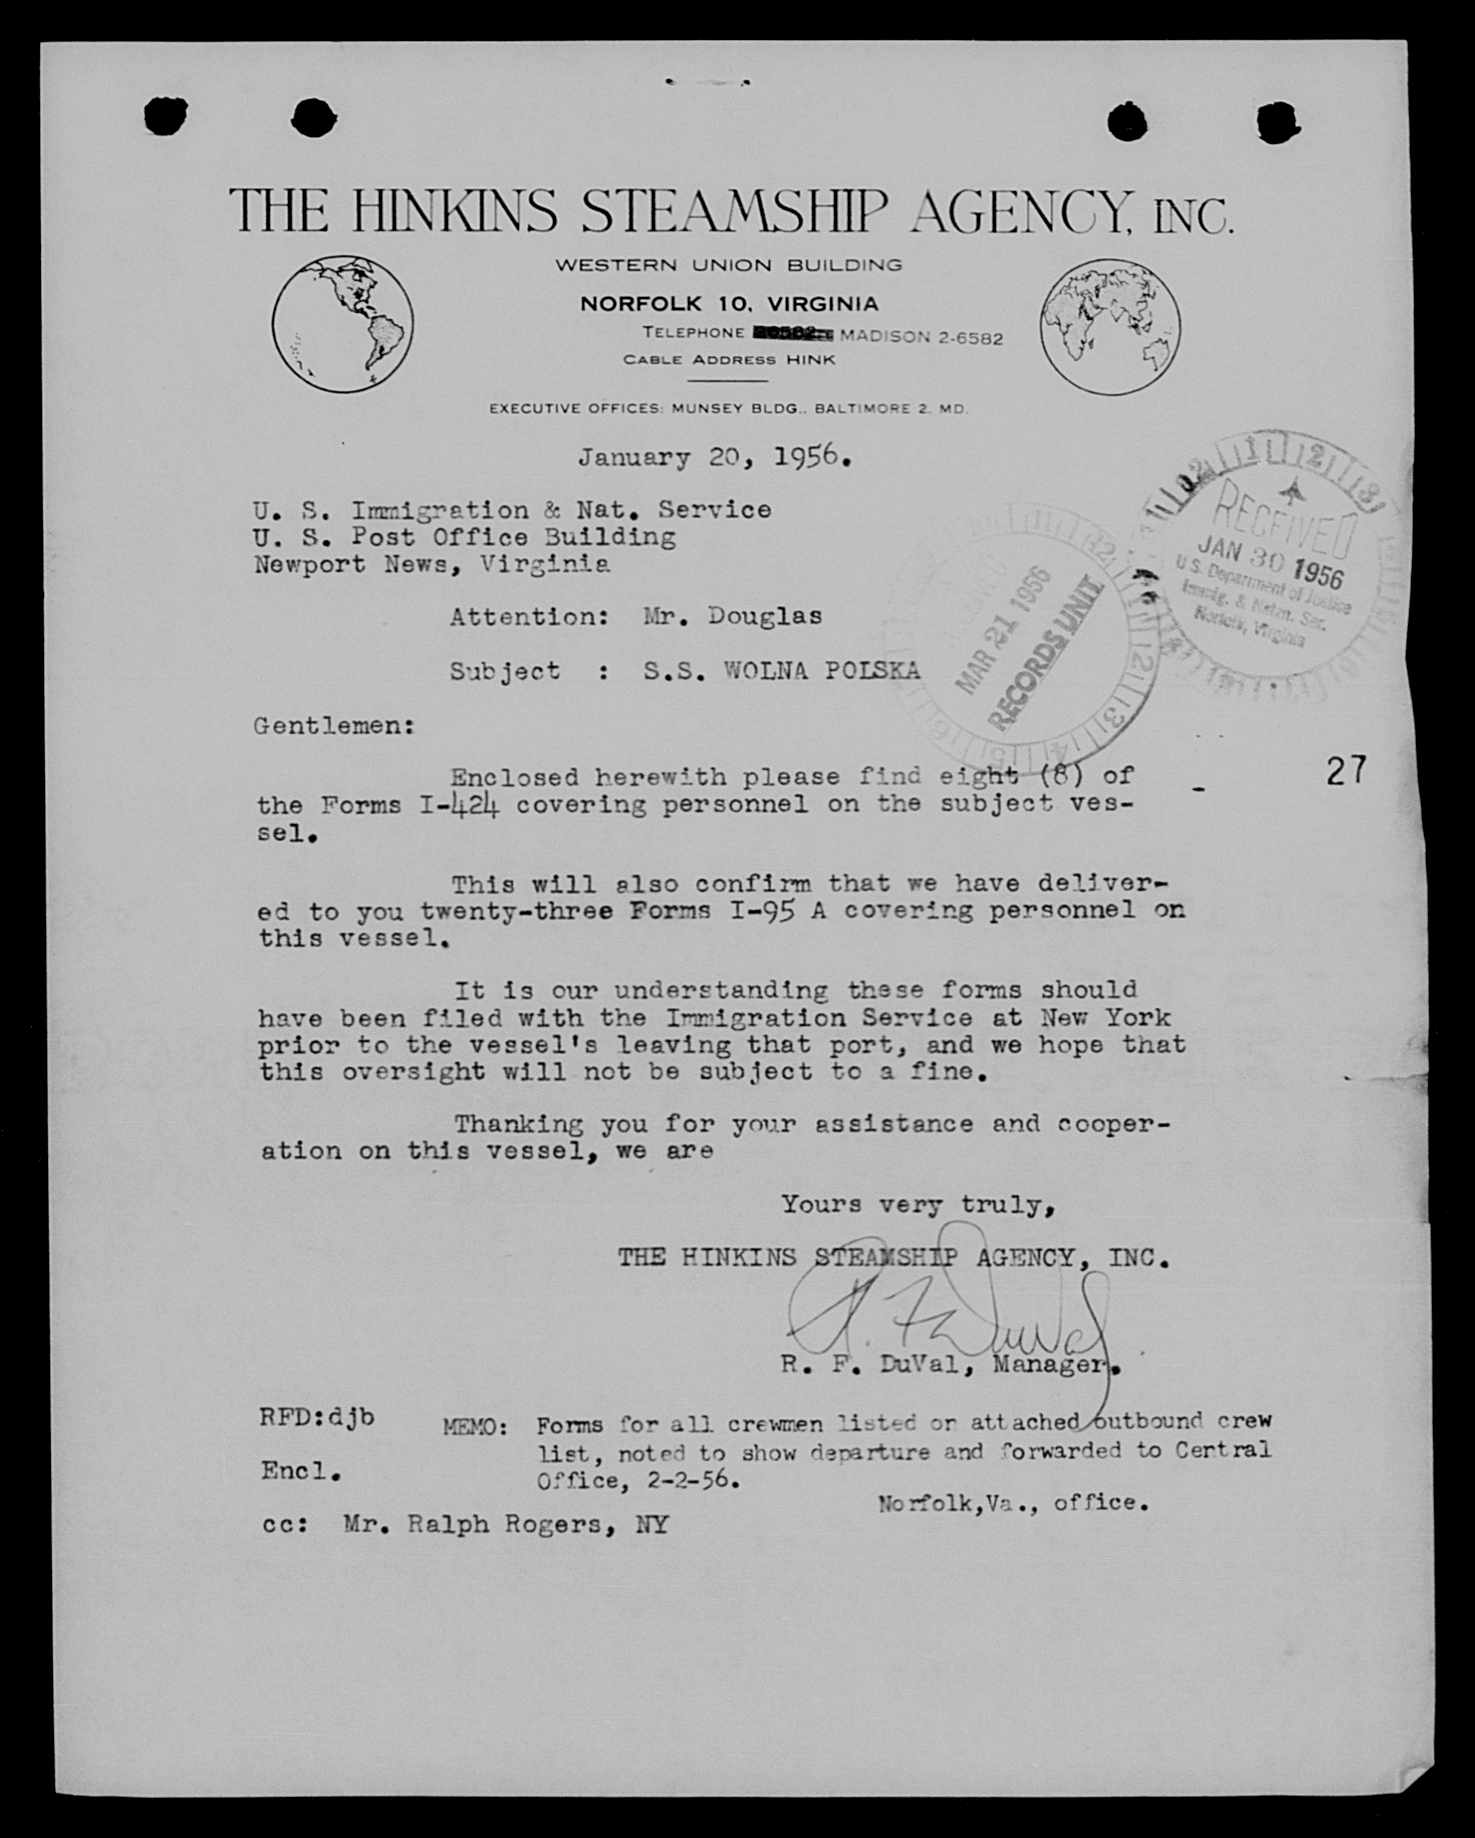 THE HINKINS STEAMSHIP AGENCY, INC.
WESTERN UNION BUILDING
NORFOLK 10, VIRGINIA
TELEPHONE MADISON 2-6582
CABLE ADDRESS HINK
EXECUTIVE OFFICES: MUNSEY BLDG., BALTIMORE 2, MD.
January 20, 1956.
RECEIVED
JAN 30 1956
U.S. Department of Justice
Immig. & Natzn. Ser.
Norfolk, Virginia
MAR 21 1956
RECORDS UNIT
U. S. Immigration & Nat. Service
U. S. Post Office Building
Newport News, Virginia
Attention: Mr. Douglas
Subject : S.S. WOLNA POLSKA
Gentlemen:
27
Enclosed herewith please find eight (8) of
the Forms I-424 covering personnel on the subject ves-
sel.
This will also confirm that we have deliver-
ed to you twenty-three Forms I-95 A covering personnel on
this vessel.
It is our understanding these forms should
have been filed with the Immigration Service at New York
prior to the vessel's leaving that port, and we hope that
this oversight will not be subject to a fine.
Thanking you for your assistance and cooper-
ation on this vessel, we are
Yours very truly,
THE HINKINS STEAMSHIP AGENCY, INC.
R. F. DuVal
R. F. DuVal, Manager.
RFD:djb
MEMO: Forms for all crewmen listed on attached outbound crew
list, noted to show departure and forwarded to Central
Office, 2-2-56.
Encl.
Norfolk,Va., office.
cc: Mr. Ralph Rogers, NY